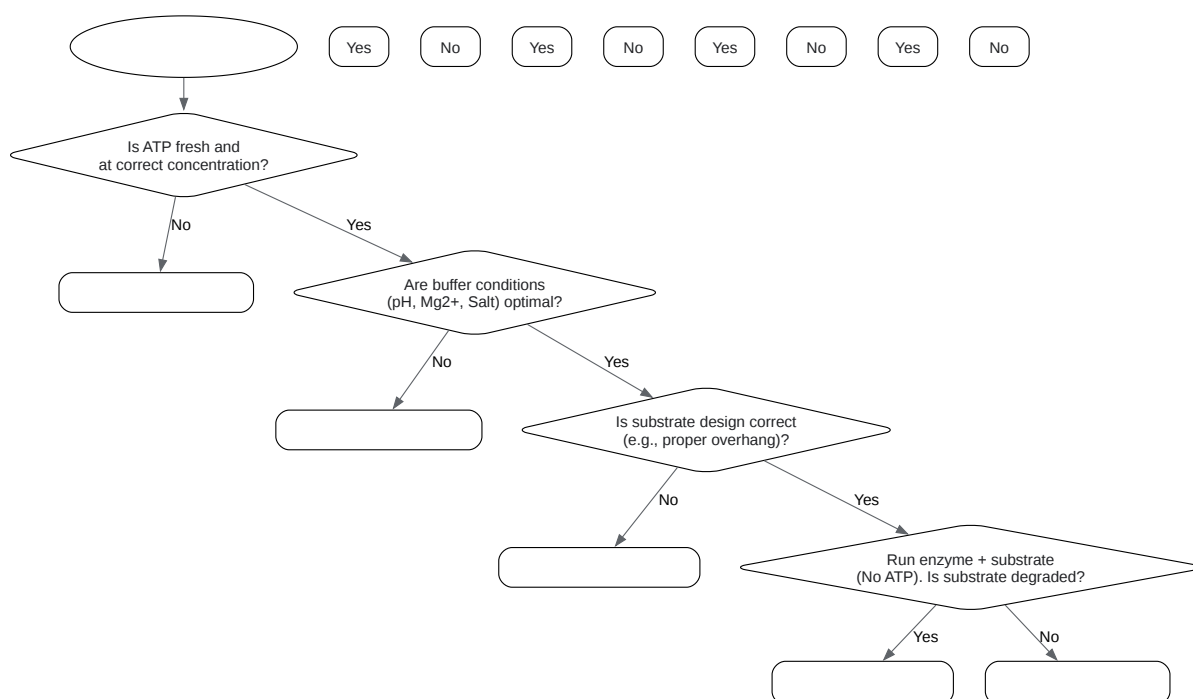 Yes
No
Yes
No
Yes
No
Yes
No
Is ATP fresh and
at correct concentration?
No
Yes
Are buffer conditions
(pH, Mg2+, Salt) optimal?
No
Yes
Is substrate design correct
(e.g., proper overhang)?
No
Yes
Run enzyme + substrate
(No ATP). Is substrate degraded?
Yes
No